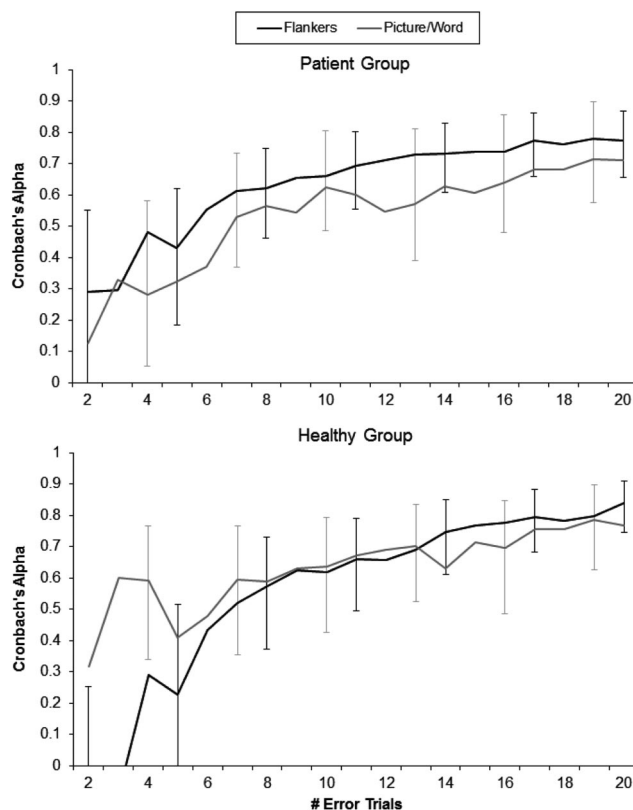 Flankers Picture/Word
Patient Group
1
0.9
0.8
0.7
0.6
0.5
0.4
0.3
0.2
0.1
0
Cronbach's Alpha
2 4 6 8 10 12 14 16 18 20
Healthy Group
1
0.9
0.8
0.7
0.6
0.5
0.4
0.3
0.2
0.1
0
Cronbach's Alpha
2 4 6 8 10 12 14 16 18 20
# Error Trials